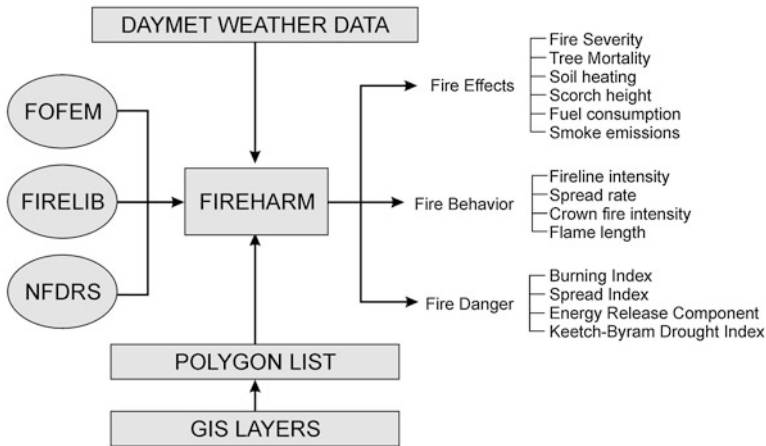 DAYMET WEATHER DATA
FOFEM
FIRELIB
NFDRS
FIREHARM
POLYGON LIST
GIS LAYERS
Fire Effects
Fire Severity
Tree Mortality
Soil heating
Scorch height
Fuel consumption
Smoke emissions
Fire Behavior
Fireline intensity
Spread rate
Crown fire intensity
Flame length
Fire Danger
Burning Index
Spread Index
Energy Release Component
Keetch-Byram Drought Index